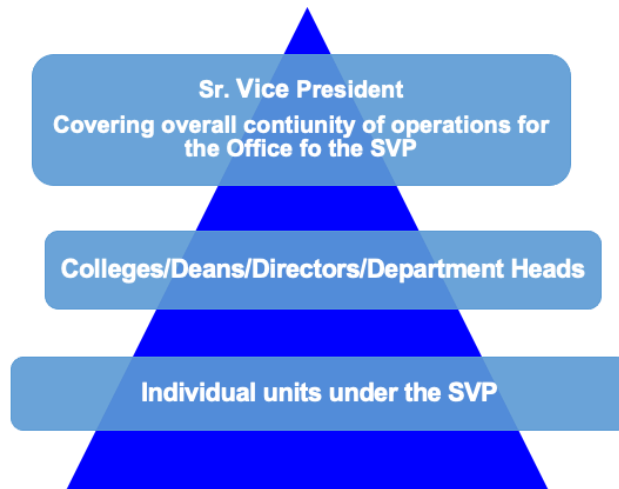 Sr. Vice President
Covering overall contiunity of operations for
the Office fo the SVP
Colleges/Deans/Directors/Department Heads
Individual units under the SVP